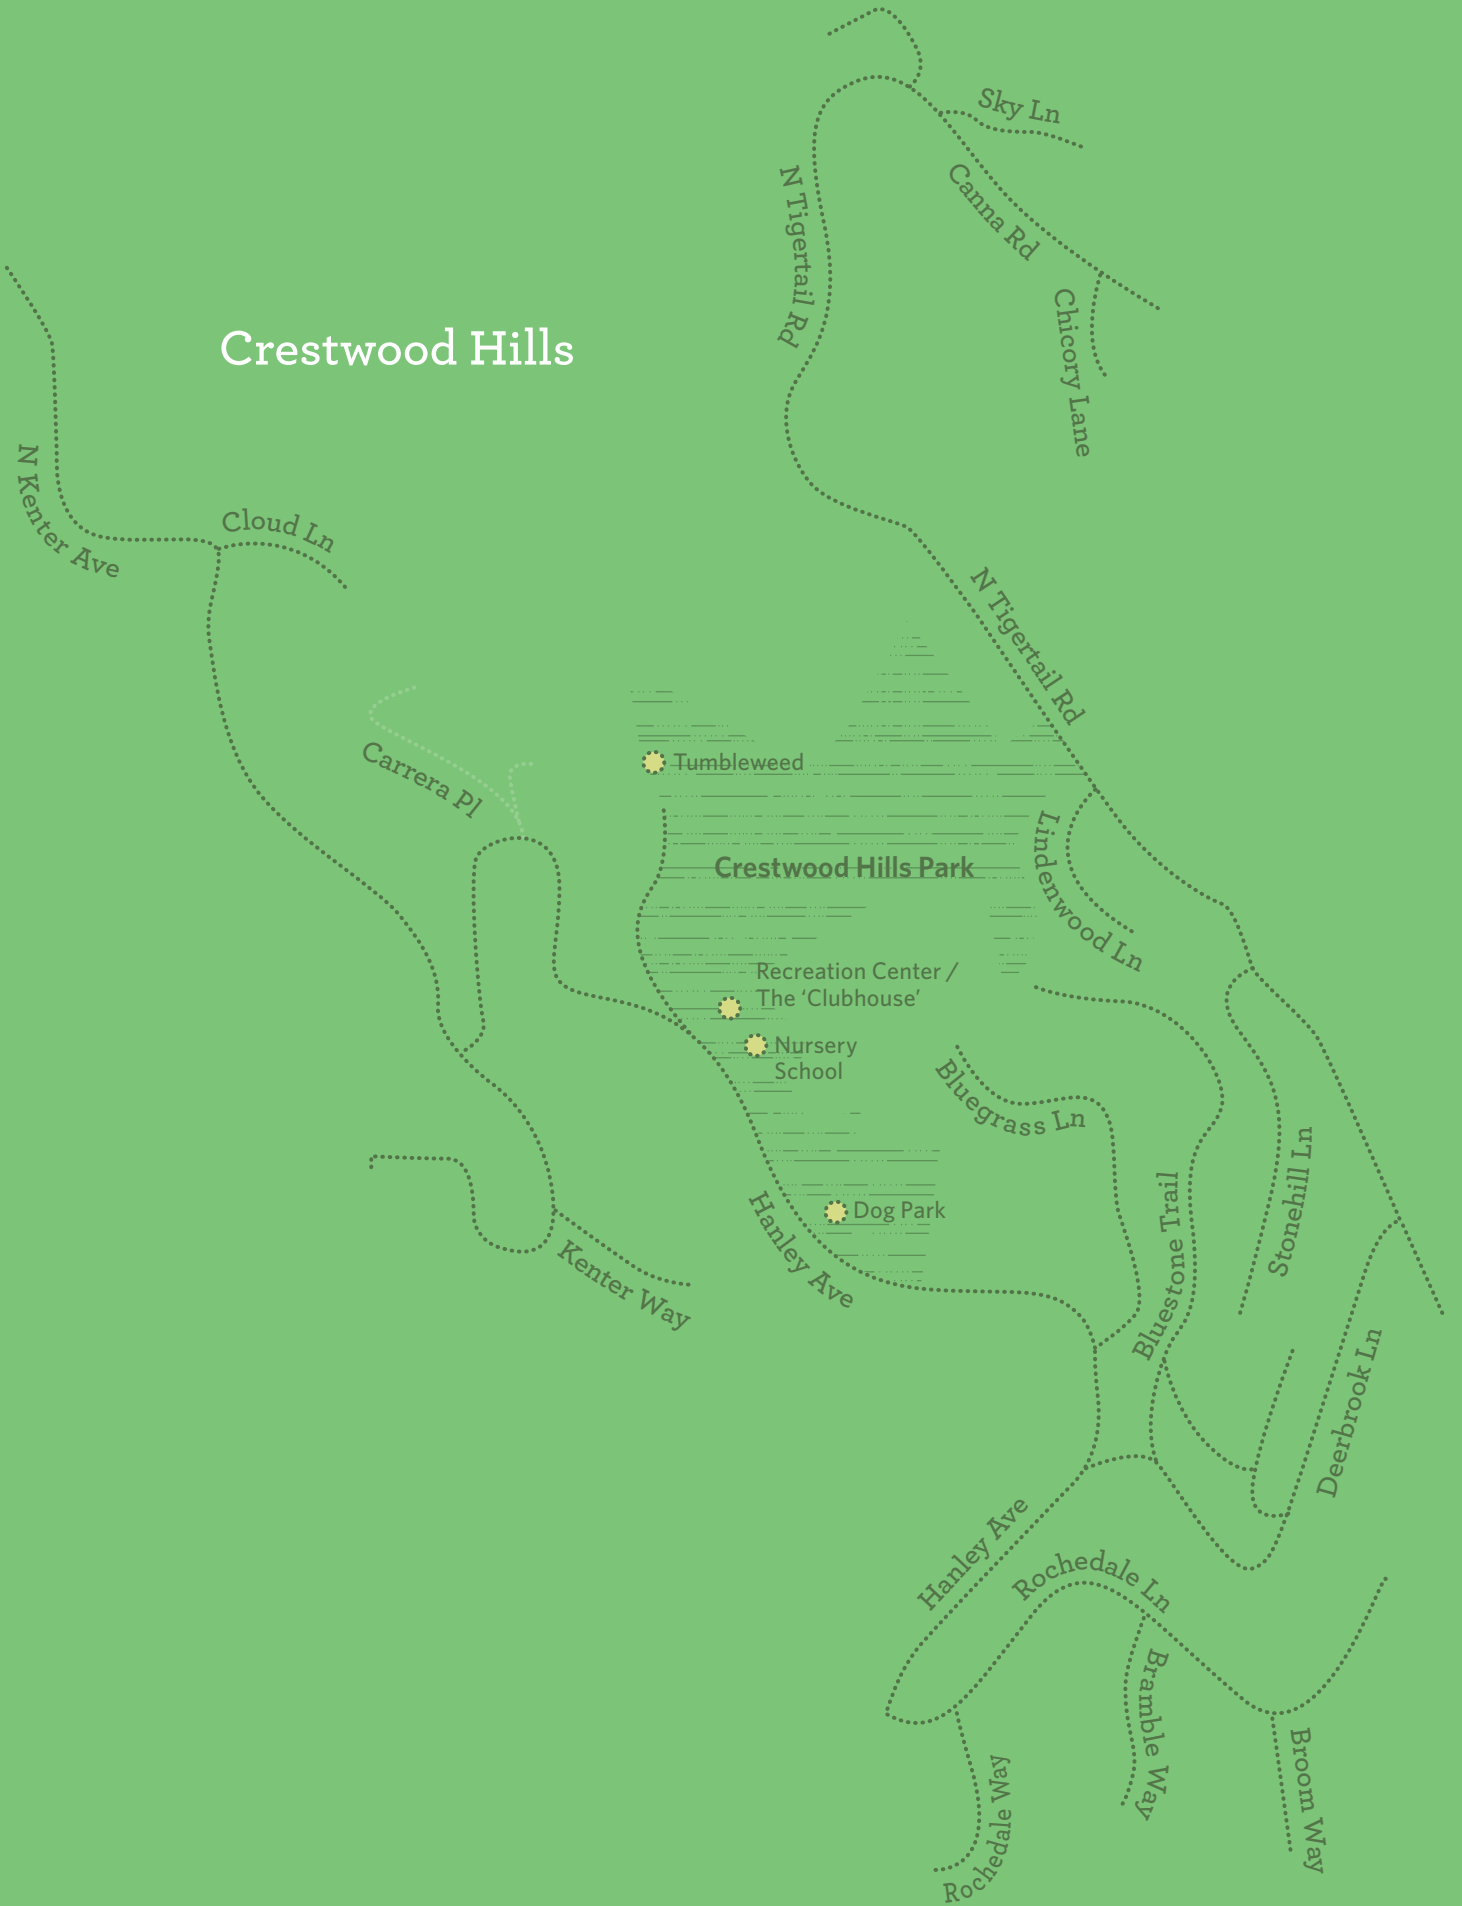 Sky Ln
Canna Rd
N Tigertail Rd
Chicory Lane
Crestwood Hills
N Kenter Ave
Cloud Ln
N Tigertail Rd
Carrera Pl
Tumbleweed
Lindenwood Ln
Crestwood Hills Park
Recreation Center /
The ‘Clubhouse’
Nursery
School
Bluegrass Ln
Stonehill Ln
Bluestone Trail
Dog Park
Hanley Ave
Kenter Way
Deerbrook Ln
Hanley Ave
Rochedale Ln
Bramble Way
Broom Way
Rochedale Way